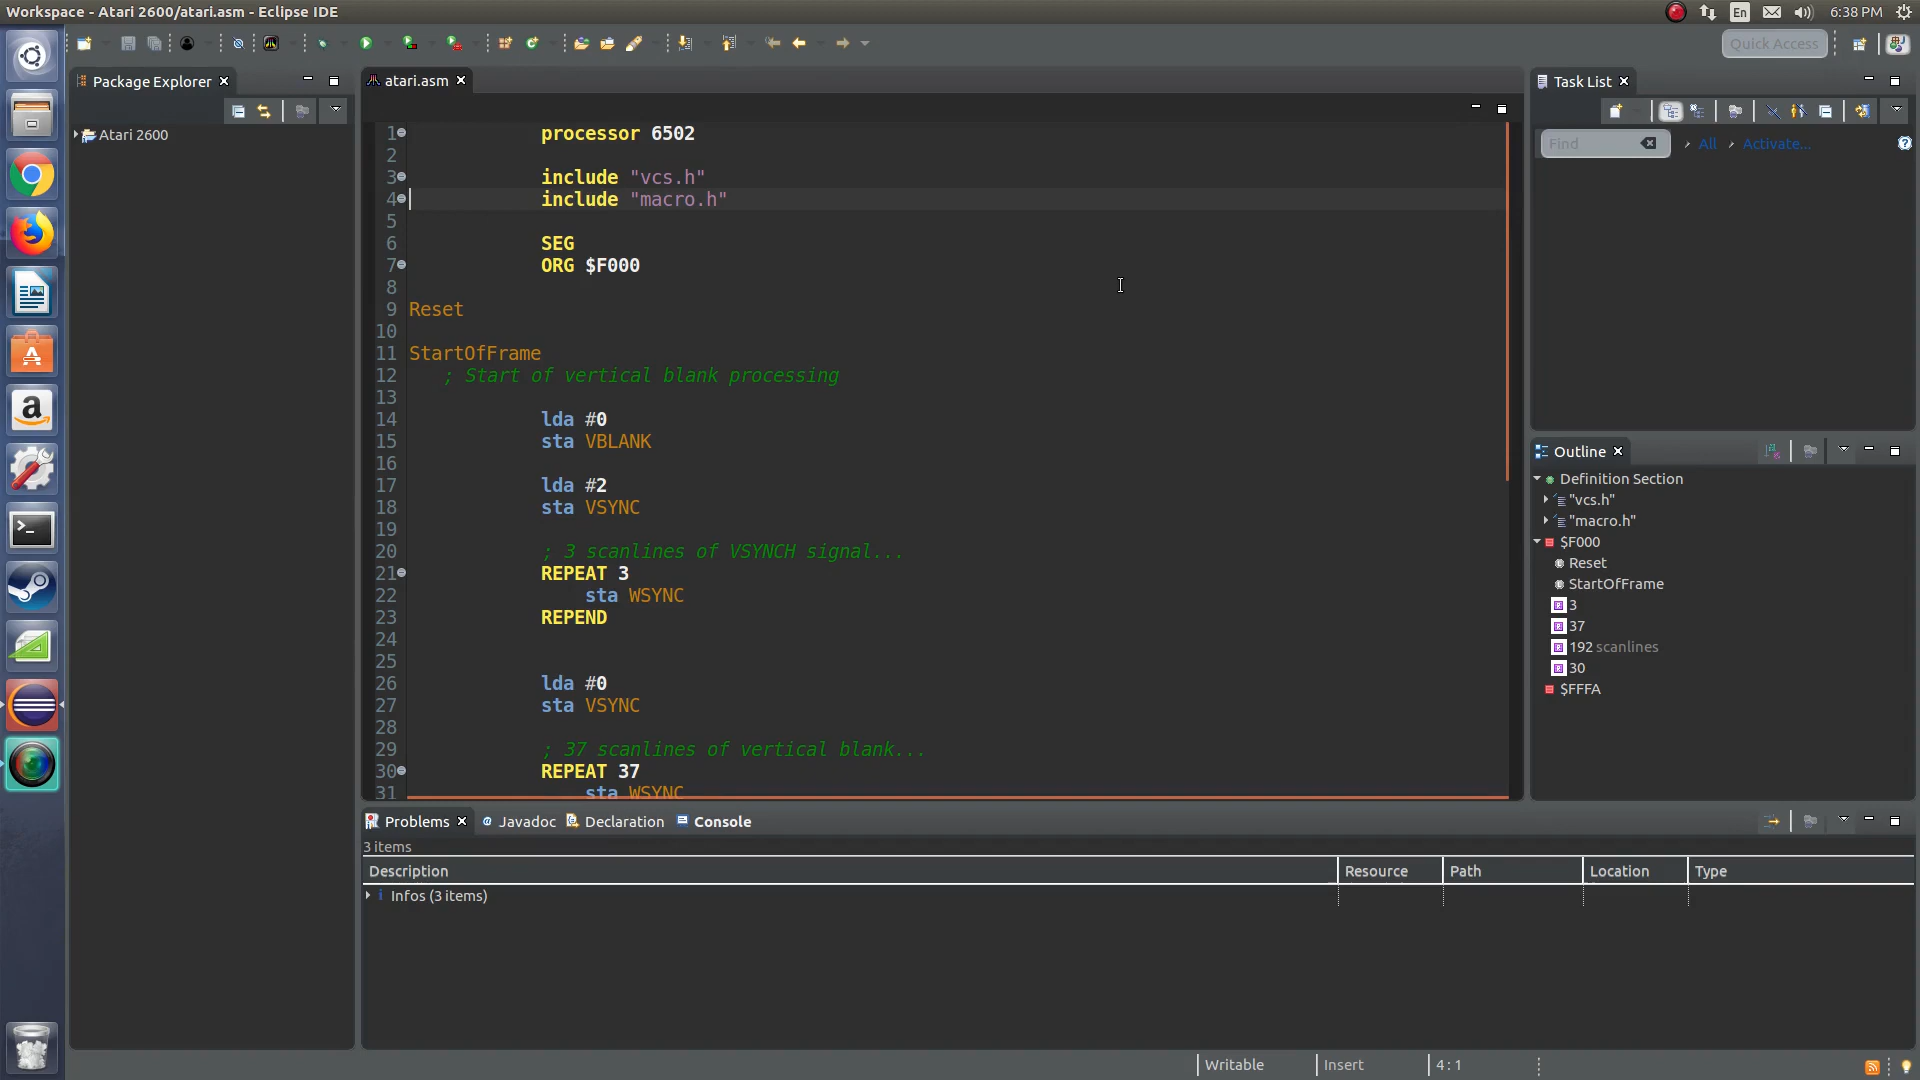 Workspace - Atari 2600/atari.asm - Eclipse IDE
En
6:38 PM
Quick Access
Package Explorer
Atari 2600
atari.asm
1 processor 6502
2
3 include "vcs.h"
4 include "macro.h"
5
6 SEG
7 ORG $F000
8
9 Reset
10
11 StartOfFrame
12 ; Start of vertical blank processing
13
14 lda #0
15 sta VBLANK
16
17 lda #2
18 sta VSYNC
19
20 ; 3 scanlines of VSYNCH signal...
21 REPEAT 3
22 sta WSYNC
23 REPEND
24
25
26 lda #0
27 sta VSYNC
28
29 ; 37 scanlines of vertical blank...
30 REPEAT 37
31 sta WSYNC
Task List
Find
All
Activate...
Outline
Definition Section
"vcs.h"
"macro.h"
$F000
Reset
StartOfFrame
3
37
192 scanlines
30
$FFFA
Problems
Javadoc
Declaration
Console
3 items
Description
Resource
Path
Location
Type
Infos (3 items)
Writable
Insert
4 : 1